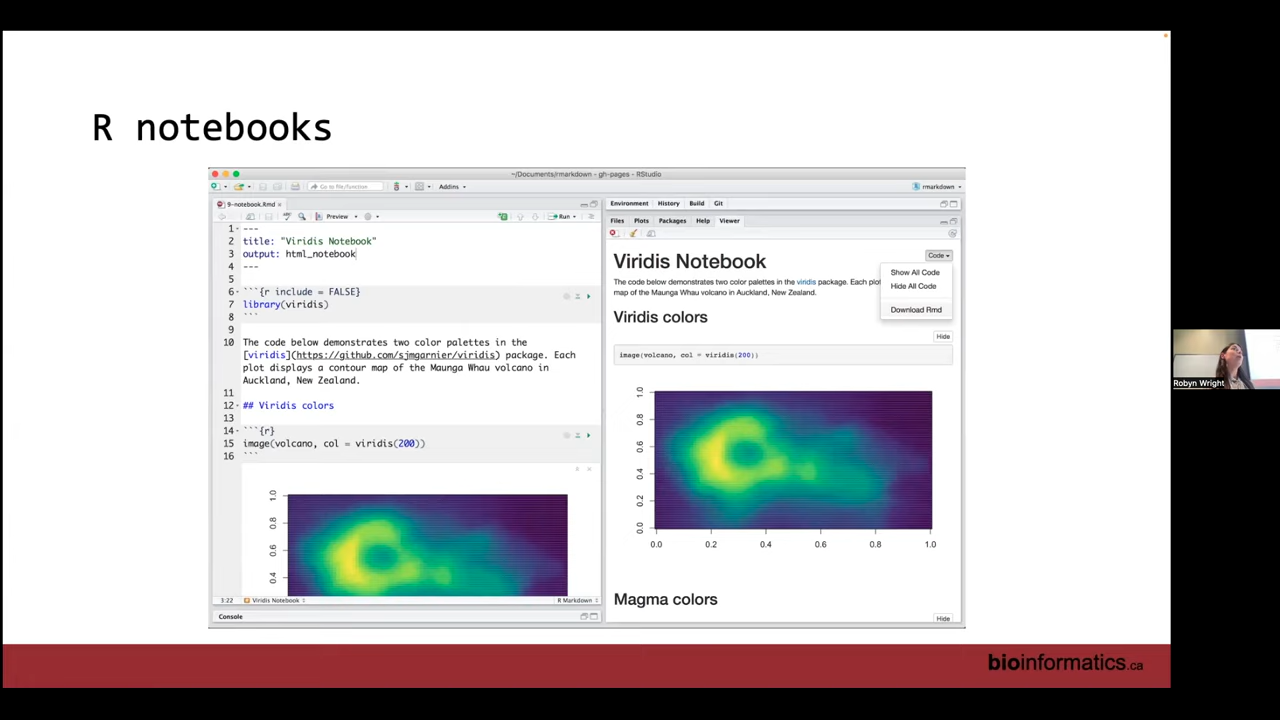 R notebooks
~/Documents/rmarkdown - gh-pages - RStudio
Go to file/function
Addins
rmarkdown
9-notebook.Rmd
Preview
Run
1 ---
2 title: "Viridis Notebook"
3 output: html_notebook
4 ---
5
6 ```{r include = FALSE}
7 library(viridis)
8 ```
9
10 The code below demonstrates two color palettes in the
[viridis](https://github.com/sjmgarnier/viridis) package. Each
plot displays a contour map of the Maunga Whau volcano in
Auckland, New Zealand.
11
12 ## Viridis colors
13
14 ```{r}
15 image(volcano, col = viridis(200))
16 ```
1.0
0.8
0.6
0.4
3:22
Viridis Notebook
R Markdown
Console
Environment History Build Git
Files Plots Packages Help Viewer
Viridis Notebook
Code
Show All Code
Hide All Code
Download Rmd
The code below demonstrates two color palettes in the viridis package. Each plot
map of the Maunga Whau volcano in Auckland, New Zealand.
Viridis colors
Hide
image(volcano, col = viridis(200))
1.0
0.8
0.6
0.4
0.2
0.0
0.0 0.2 0.4 0.6 0.8 1.0
Magma colors
Hide
bioinformatics.ca
Robyn Wright